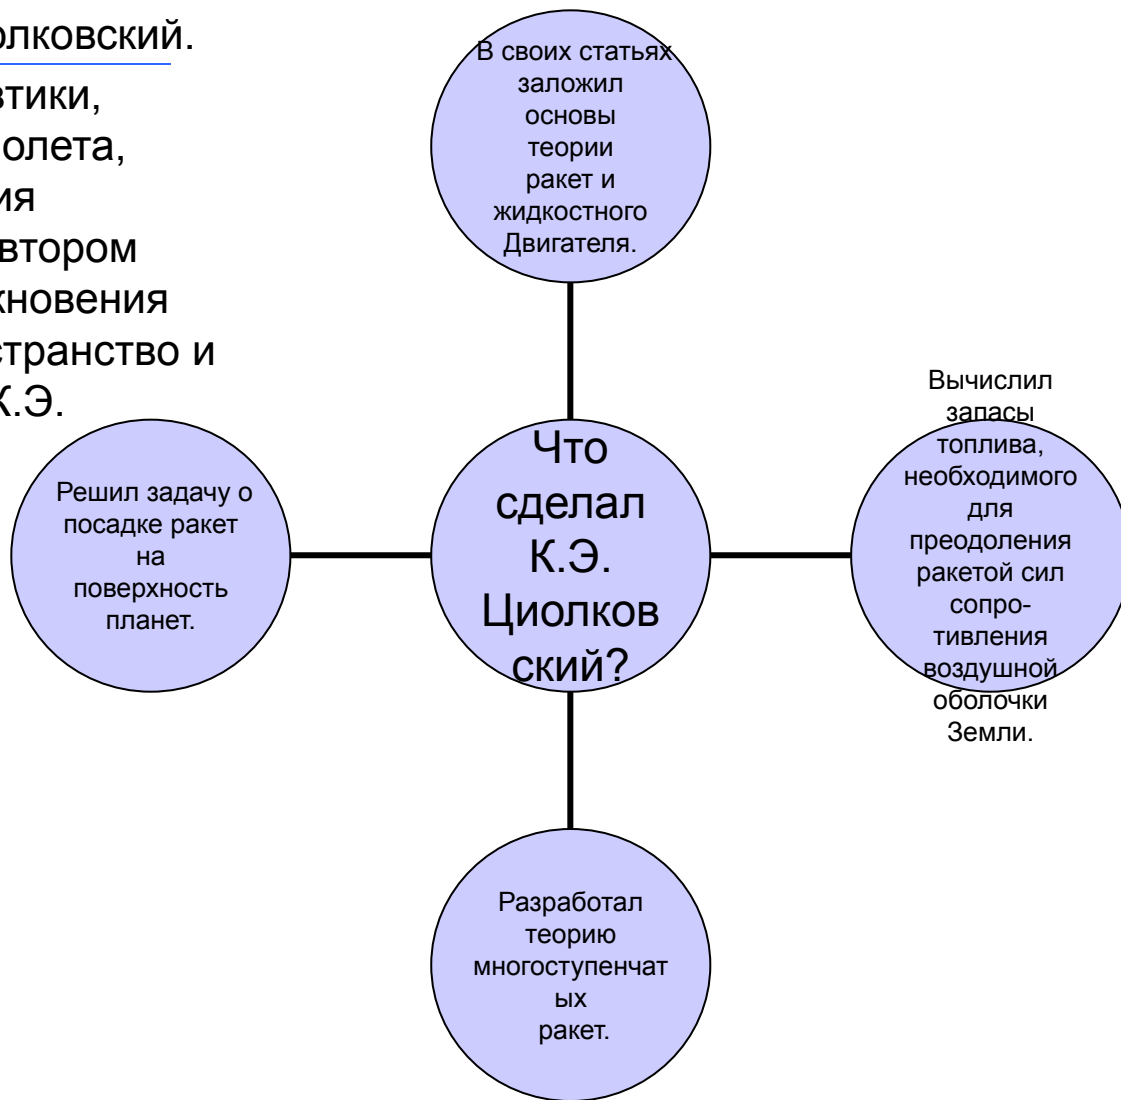 олковский.
втики,
олета,
ия
втором
кновения
странство и
К.Э.
В своих статьях
заложил
основы
теории
ракет и
жидкостного
Двигателя.
Решил задачу о
посадке ракет
на
поверхность
планет.
Что
сделал
К.Э.
Циолков
ский?
Вычислил
запасы
топлива,
необходимого
для
преодоления
ракетой сил
сопро-
тивления
воздушной
оболочки
Земли.
Разработал
теорию
многоступенчат
ых
ракет.